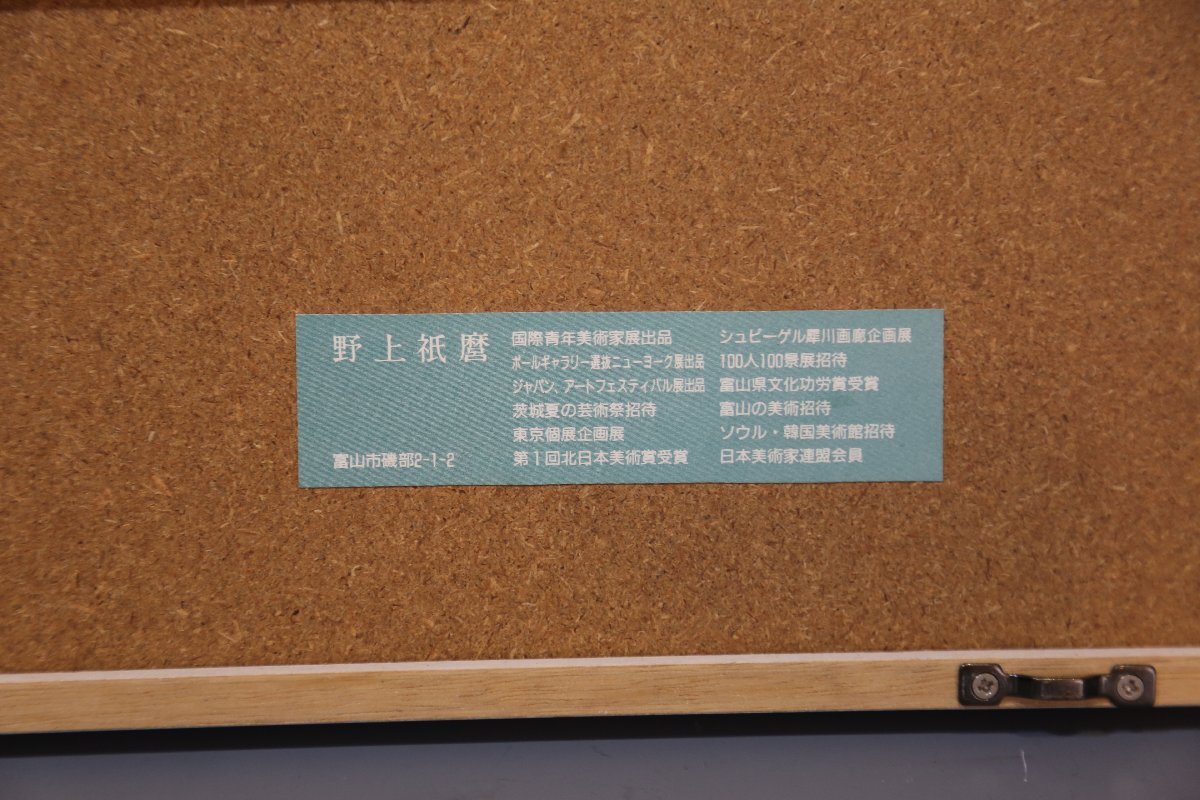 野上祇麿
富山市磯部2-1-2
国際青年美術家展出品
ポールギャラリー選抜ニューヨーク展出品
ジャパン、アートフェスティバル展出品
茨城夏の芸術祭招待
東京個展企画展
第1回北日本美術賞受賞
シュピーゲル犀川画廊企画展
100人100景展招待
富山県文化功労賞受賞
富山の美術招待
ソウル・韓国美術館招待
日本美術家連盟会員